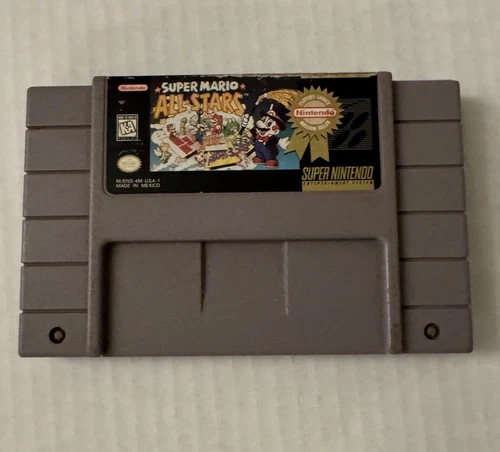 Nintendo
SUPER MARIO
ALL-STARS
Nintendo
K-A
SUPER NINTENDO
ENTERTAINMENT SYSTEM
M/SNS-4M-USA-1
MADE IN MEXICO